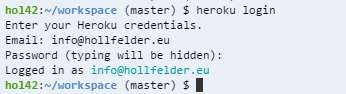 hol42:~/workspace (master) $ heroku login
Enter your Heroku credentials.
Email: info@hollfelder.eu
Password (typing will be hidden):
Logged in as info@hollfelder.eu
hol42:~/workspace (master) $